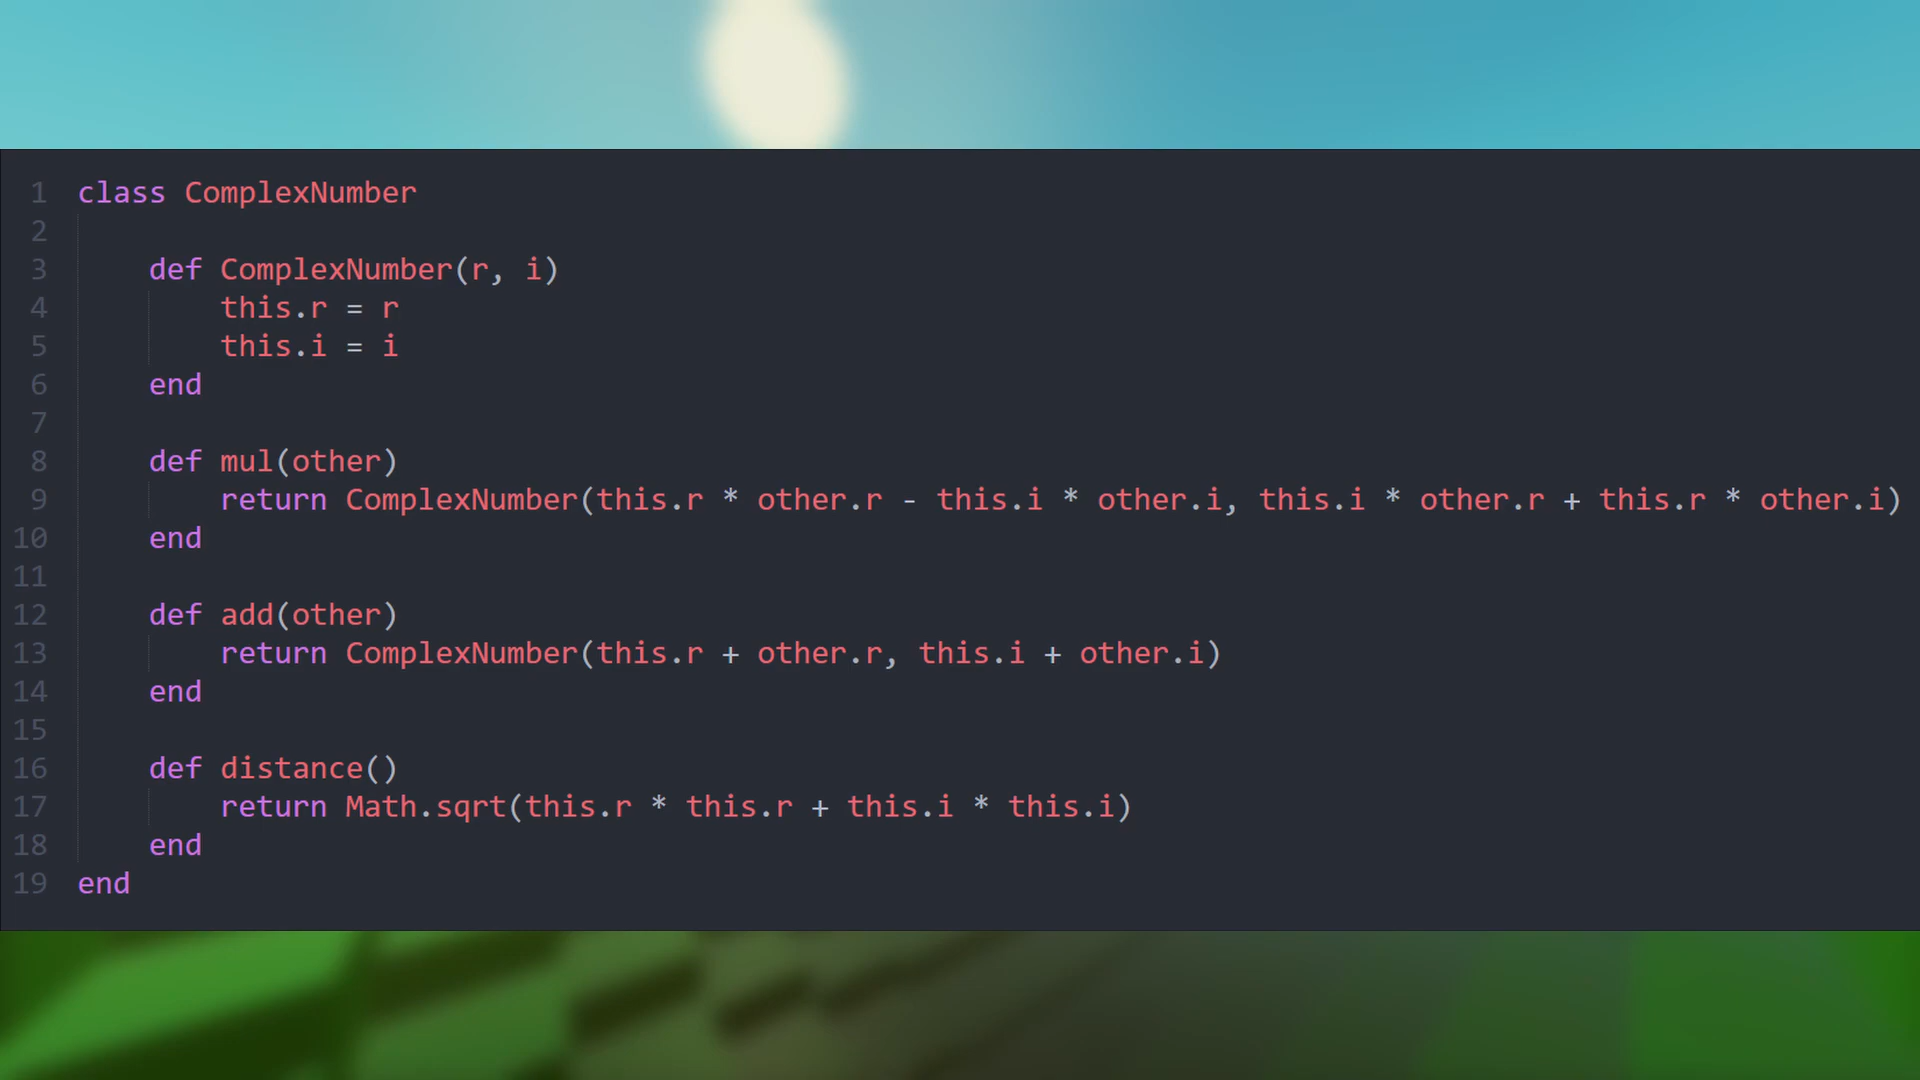 1 class ComplexNumber
2
3 def ComplexNumber(r, i)
4 this.r = r
5 this.i = i
6 end
7
8 def mul(other)
9 return ComplexNumber(this.r * other.r - this.i * other.i, this.i * other.r + this.r * other.i)
10 end
11
12 def add(other)
13 return ComplexNumber(this.r + other.r, this.i + other.i)
14 end
15
16 def distance()
17 return Math.sqrt(this.r * this.r + this.i * this.i)
18 end
19 end